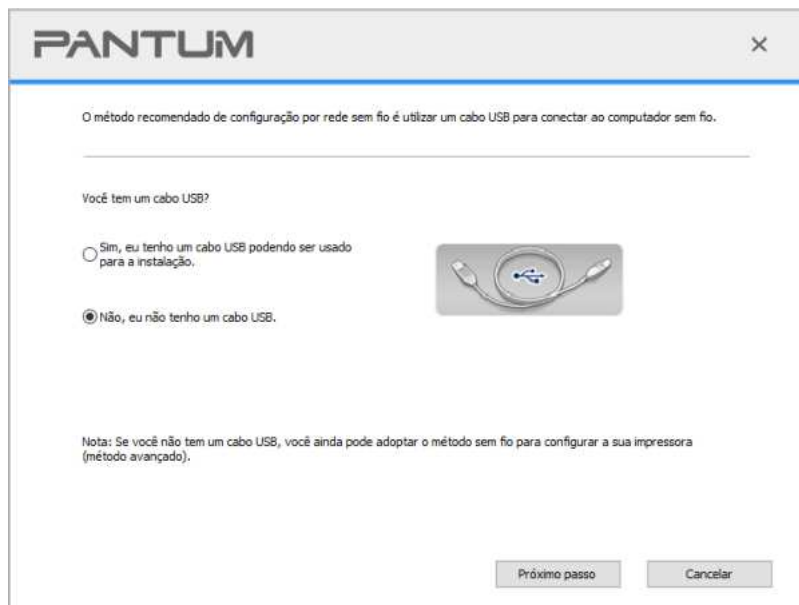 PANTUM
O método recomendado de configuração por rede sem fio é utilizar um cabo USB para conectar ao computador sem fio.
Você tem um cabo USB?
Sim, eu tenho um cabo USB podendo ser usado
para a instalação.
Não, eu não tenho um cabo USB.
Nota: Se você não tem um cabo USB, você ainda pode adoptar o método sem fio para configurar a sua impressora
(método avançado).
Próximo passo
Cancelar